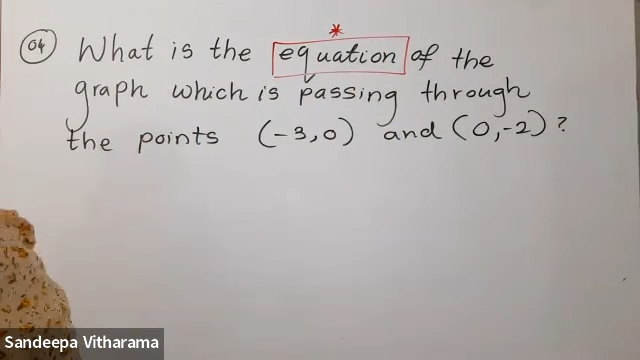 04 What is the equation of the
graph which is passing through
the points (-3,0) and (0,-2)?
Sandeepa Vitharama